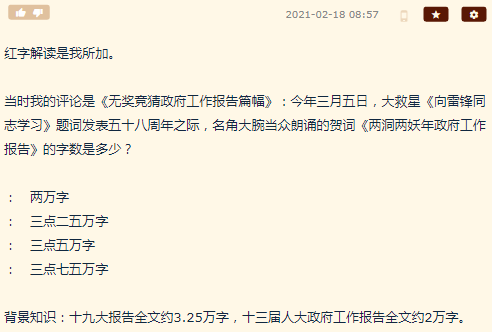 2021-02-18 08:57
红字解读是我所加。
当时我的评论是《无奖竞猜政府工作报告篇幅》：今年三月五日，大救星《向雷锋同
志学习》题词发表五十八周年之际，名角大腕当众朗诵的贺词《两洞两妖年政府工作
报告》的字数是多少？
： 两万字
： 三点二五万字
： 三点五万字
： 三点七五万字
背景知识：十九大报告全文约3.25万字，十三届人大政府工作报告全文约2万字。